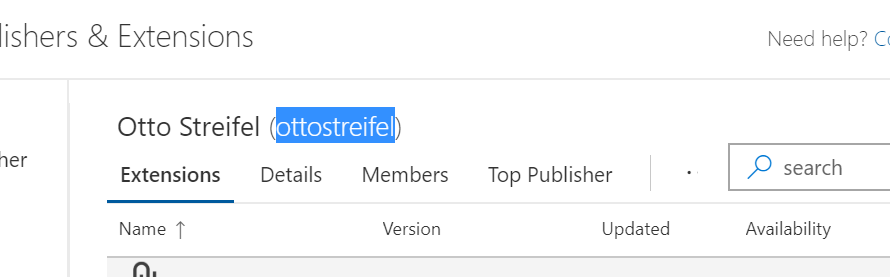 lishers & Extensions
Need help? Co
Otto Streifel (ottostreifel)
her
Extensions Details Members Top Publisher
search
Name ↑ Version Updated Availability